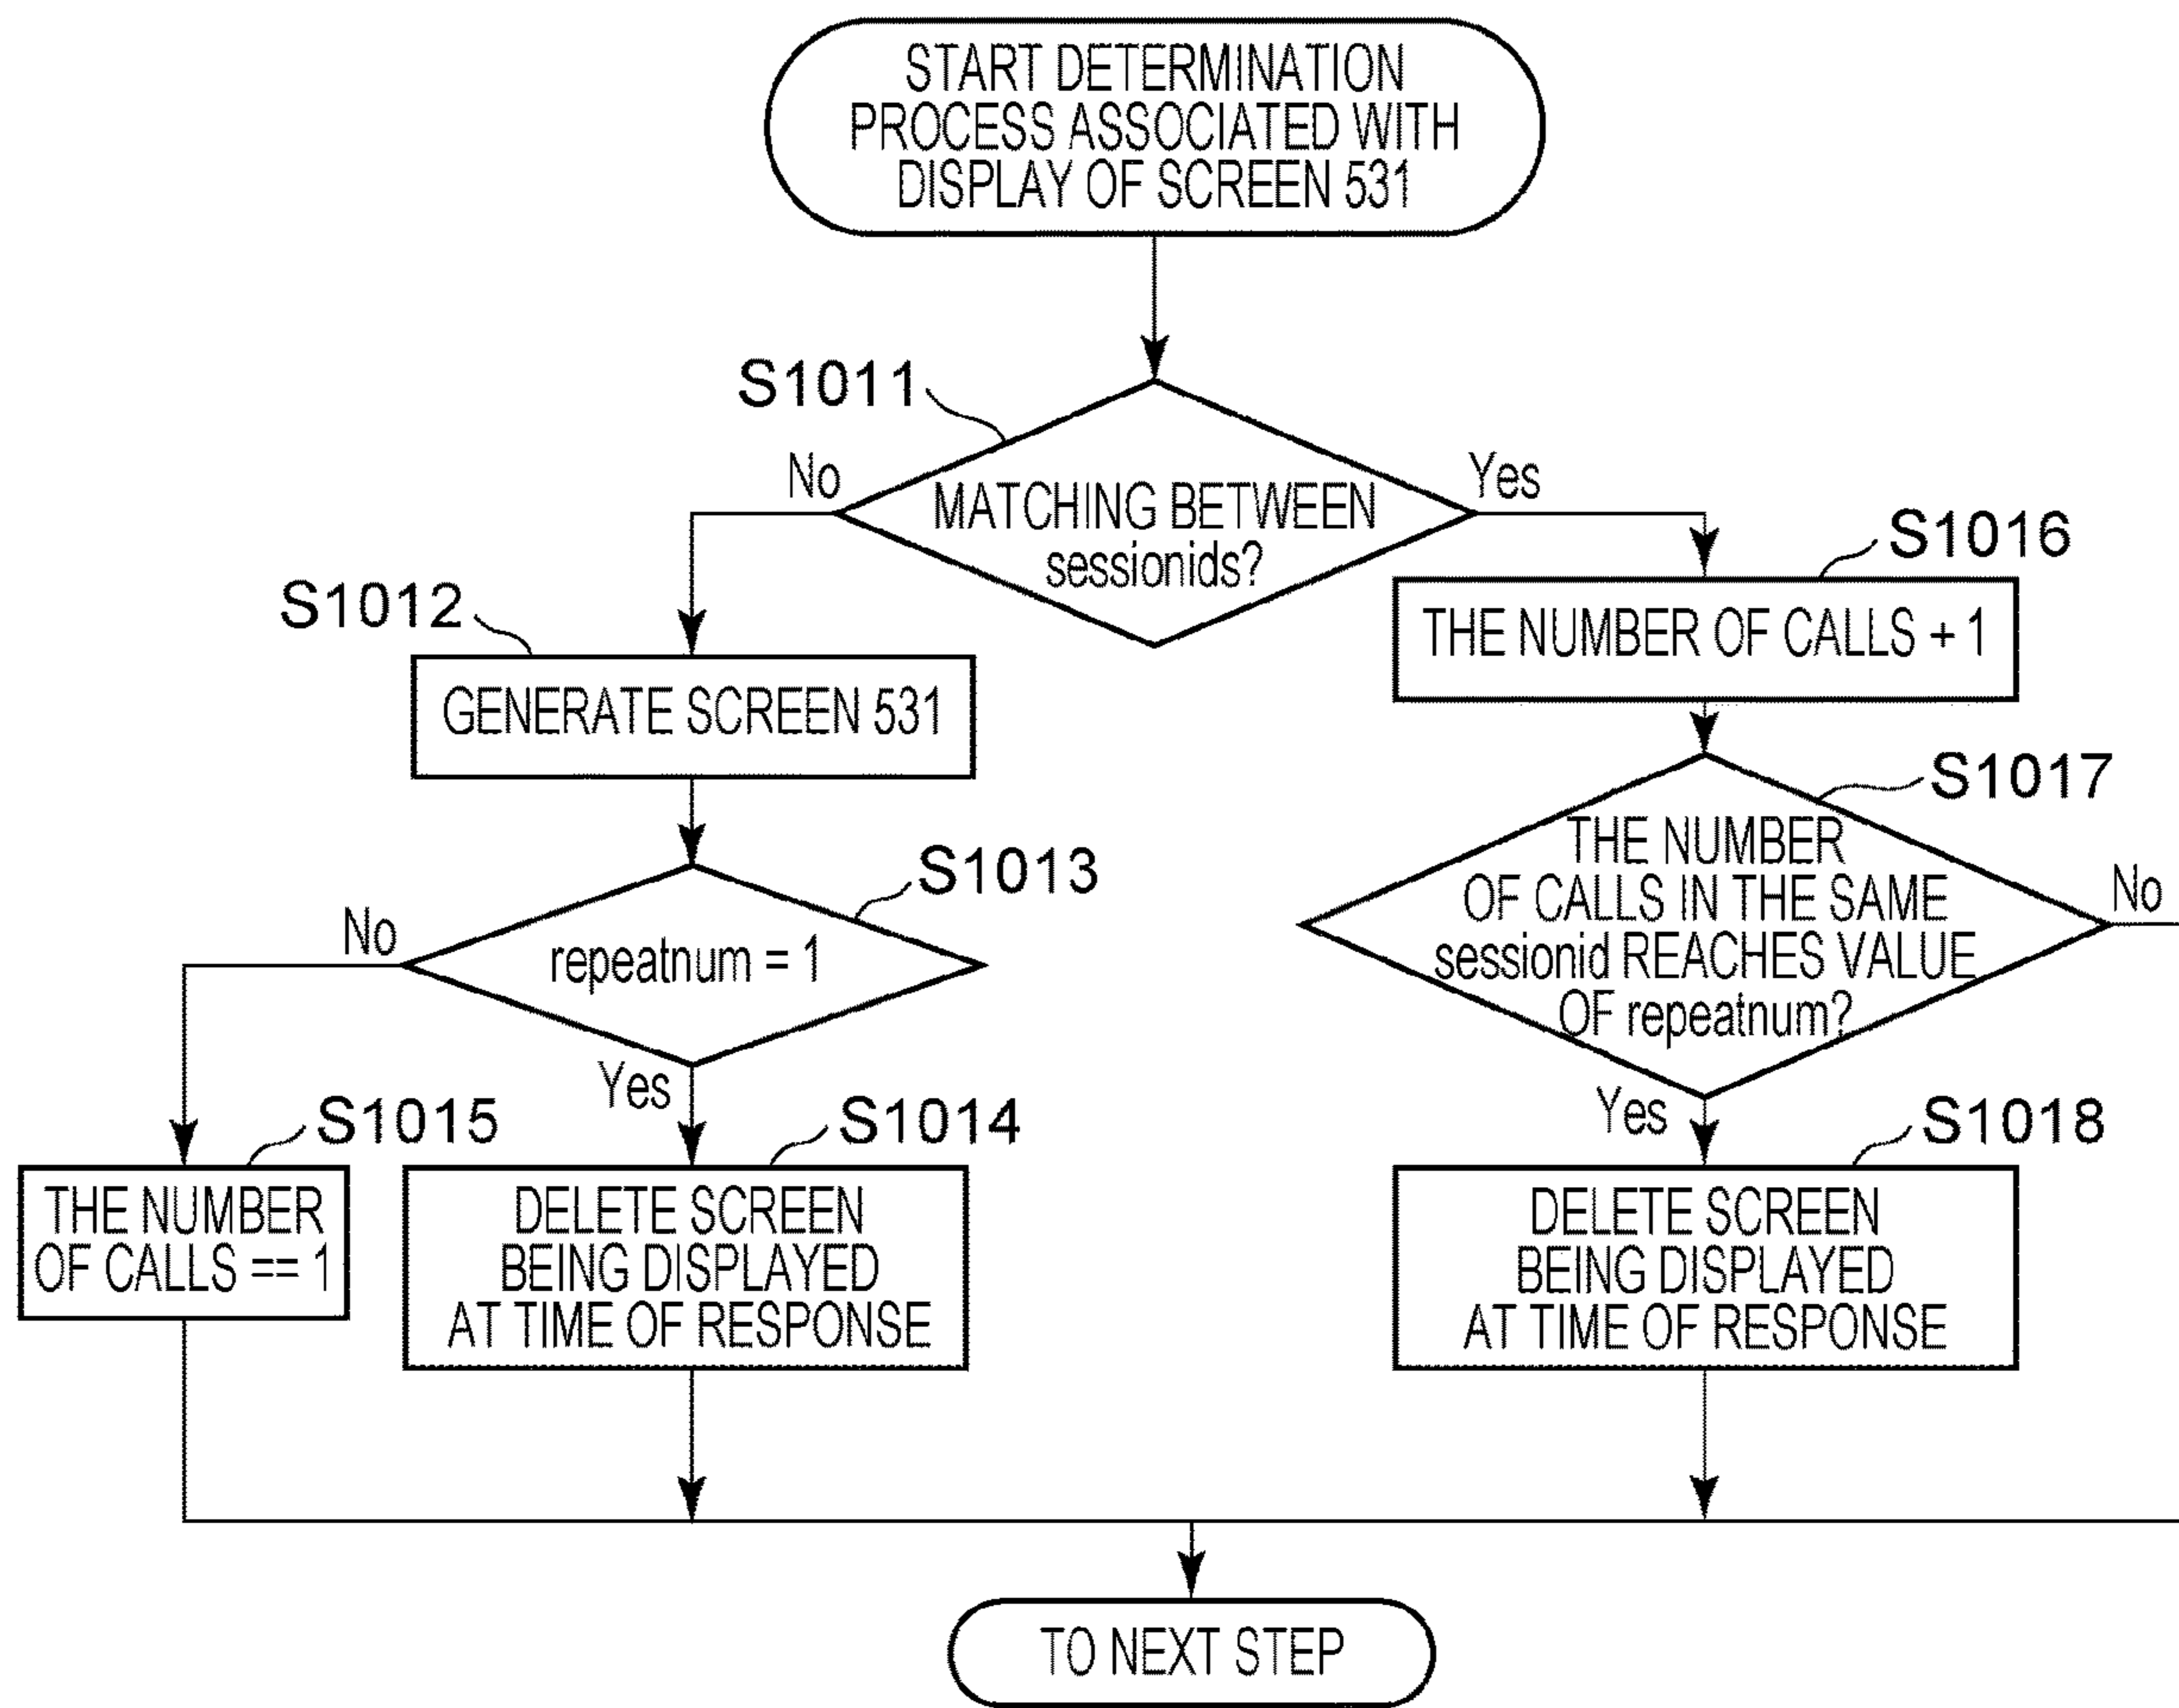 START DETERMINATION
PROCESS ASSOCIATED WITH
DISPLAY OF SCREEN 531
S1011
No
Yes
MATCHING BETWEEN
sessionids?
S1016
THE NUMBER OF CALLS + 1
S1012
GENERATE SCREEN 531
S1017
THE NUMBER
OF CALLS IN THE SAME
sessionid REACHES VALUE
OF repeatnum?
No
S1013
No
repeatnum = 1
Yes
Yes
S1015
THE NUMBER
OF CALLS == 1
S1014
DELETE SCREEN
BEING DISPLAYED
AT TIME OF RESPONSE
S1018
DELETE SCREEN
BEING DISPLAYED
AT TIME OF RESPONSE
TO NEXT STEP